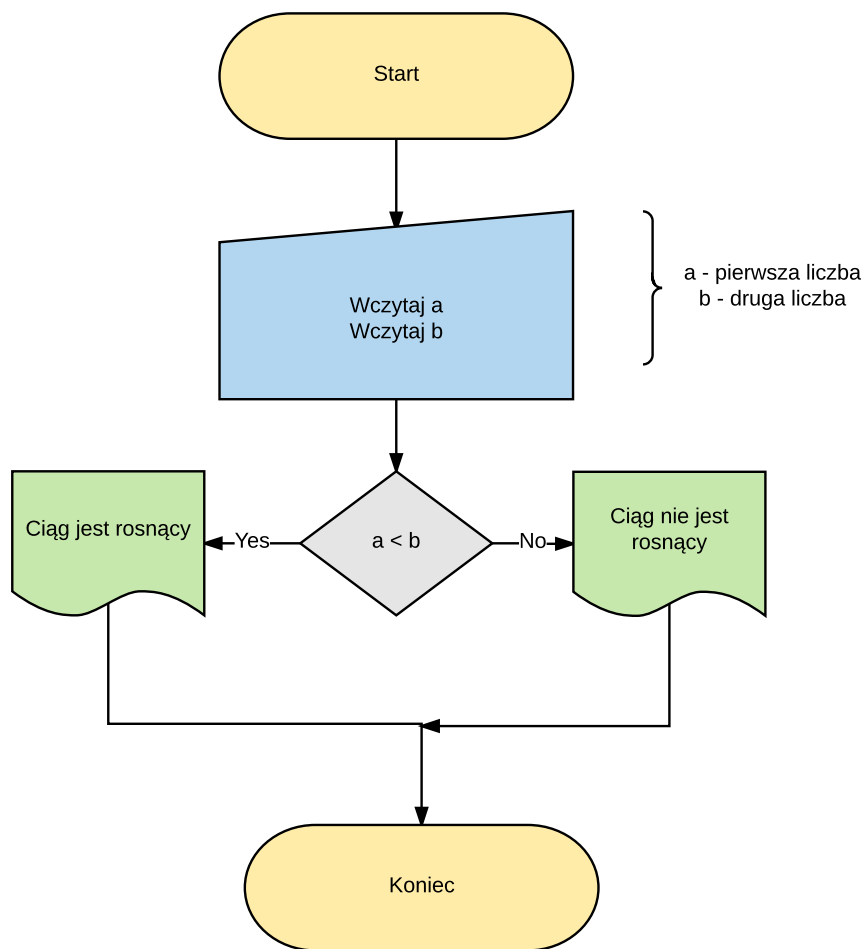 Start
Wczytaj a
Wczytaj b
a - pierwsza liczba
b - druga liczba
Ciąg jest rosnący
Yes
a < b
No
Ciąg nie jest
rosnący
Koniec